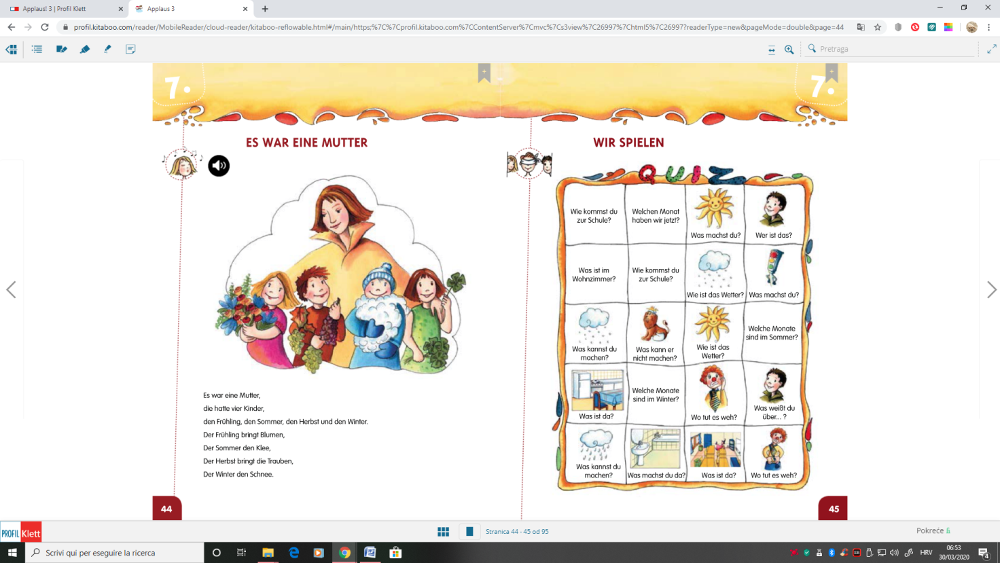 Applaus! 3 | Profil Klett
Applaus 3
profil.kitaboo.com/reader/MobileReader/cloud-reader/kitaboo-reflowable.html#/main/https:%7C%7Cprofil.kitaboo.com%7CContentServer%7Cmvc%7Cs3view%7C26997%7Chtml5%7C26997?readerType=new&pageMode=double&page=44
Pretraga
7.
7.
ES WAR EINE MUTTER
Es war eine Mutter,
die hatte vier Kinder,
den Frühling, den Sommer, den Herbst und den Winter.
Der Frühling bringt Blumen,
Der Sommer den Klee,
Der Herbst bringt die Trauben,
Der Winter den Schnee.
44
WIR SPIELEN
QUIZ
Wie kommst du
zur Schule?
Welchen Monat
haben wir jetzt?
Was machst du?
Wer ist das?
Was ist im
Wohnzimmer?
Wie kommst du
zur Schule?
Wie ist das Wetter?
Was machst du?
Was kannst du
machen?
Was kann er
nicht machen?
Wie ist das
Wetter?
Welche Monate
sind im Sommer?
Was ist da?
Welche Monate
sind im Winter?
Wo tut es weh?
Was weißt du
über... ?
Was kannst du
machen?
Was machst du da?
Was ist da?
Wo tut es weh?
45
PROFIL Klett
Stranica 44 - 45 od 95
Pokreće
Scrivi qui per eseguire la ricerca
HRV
06:53
30/03/2020
4